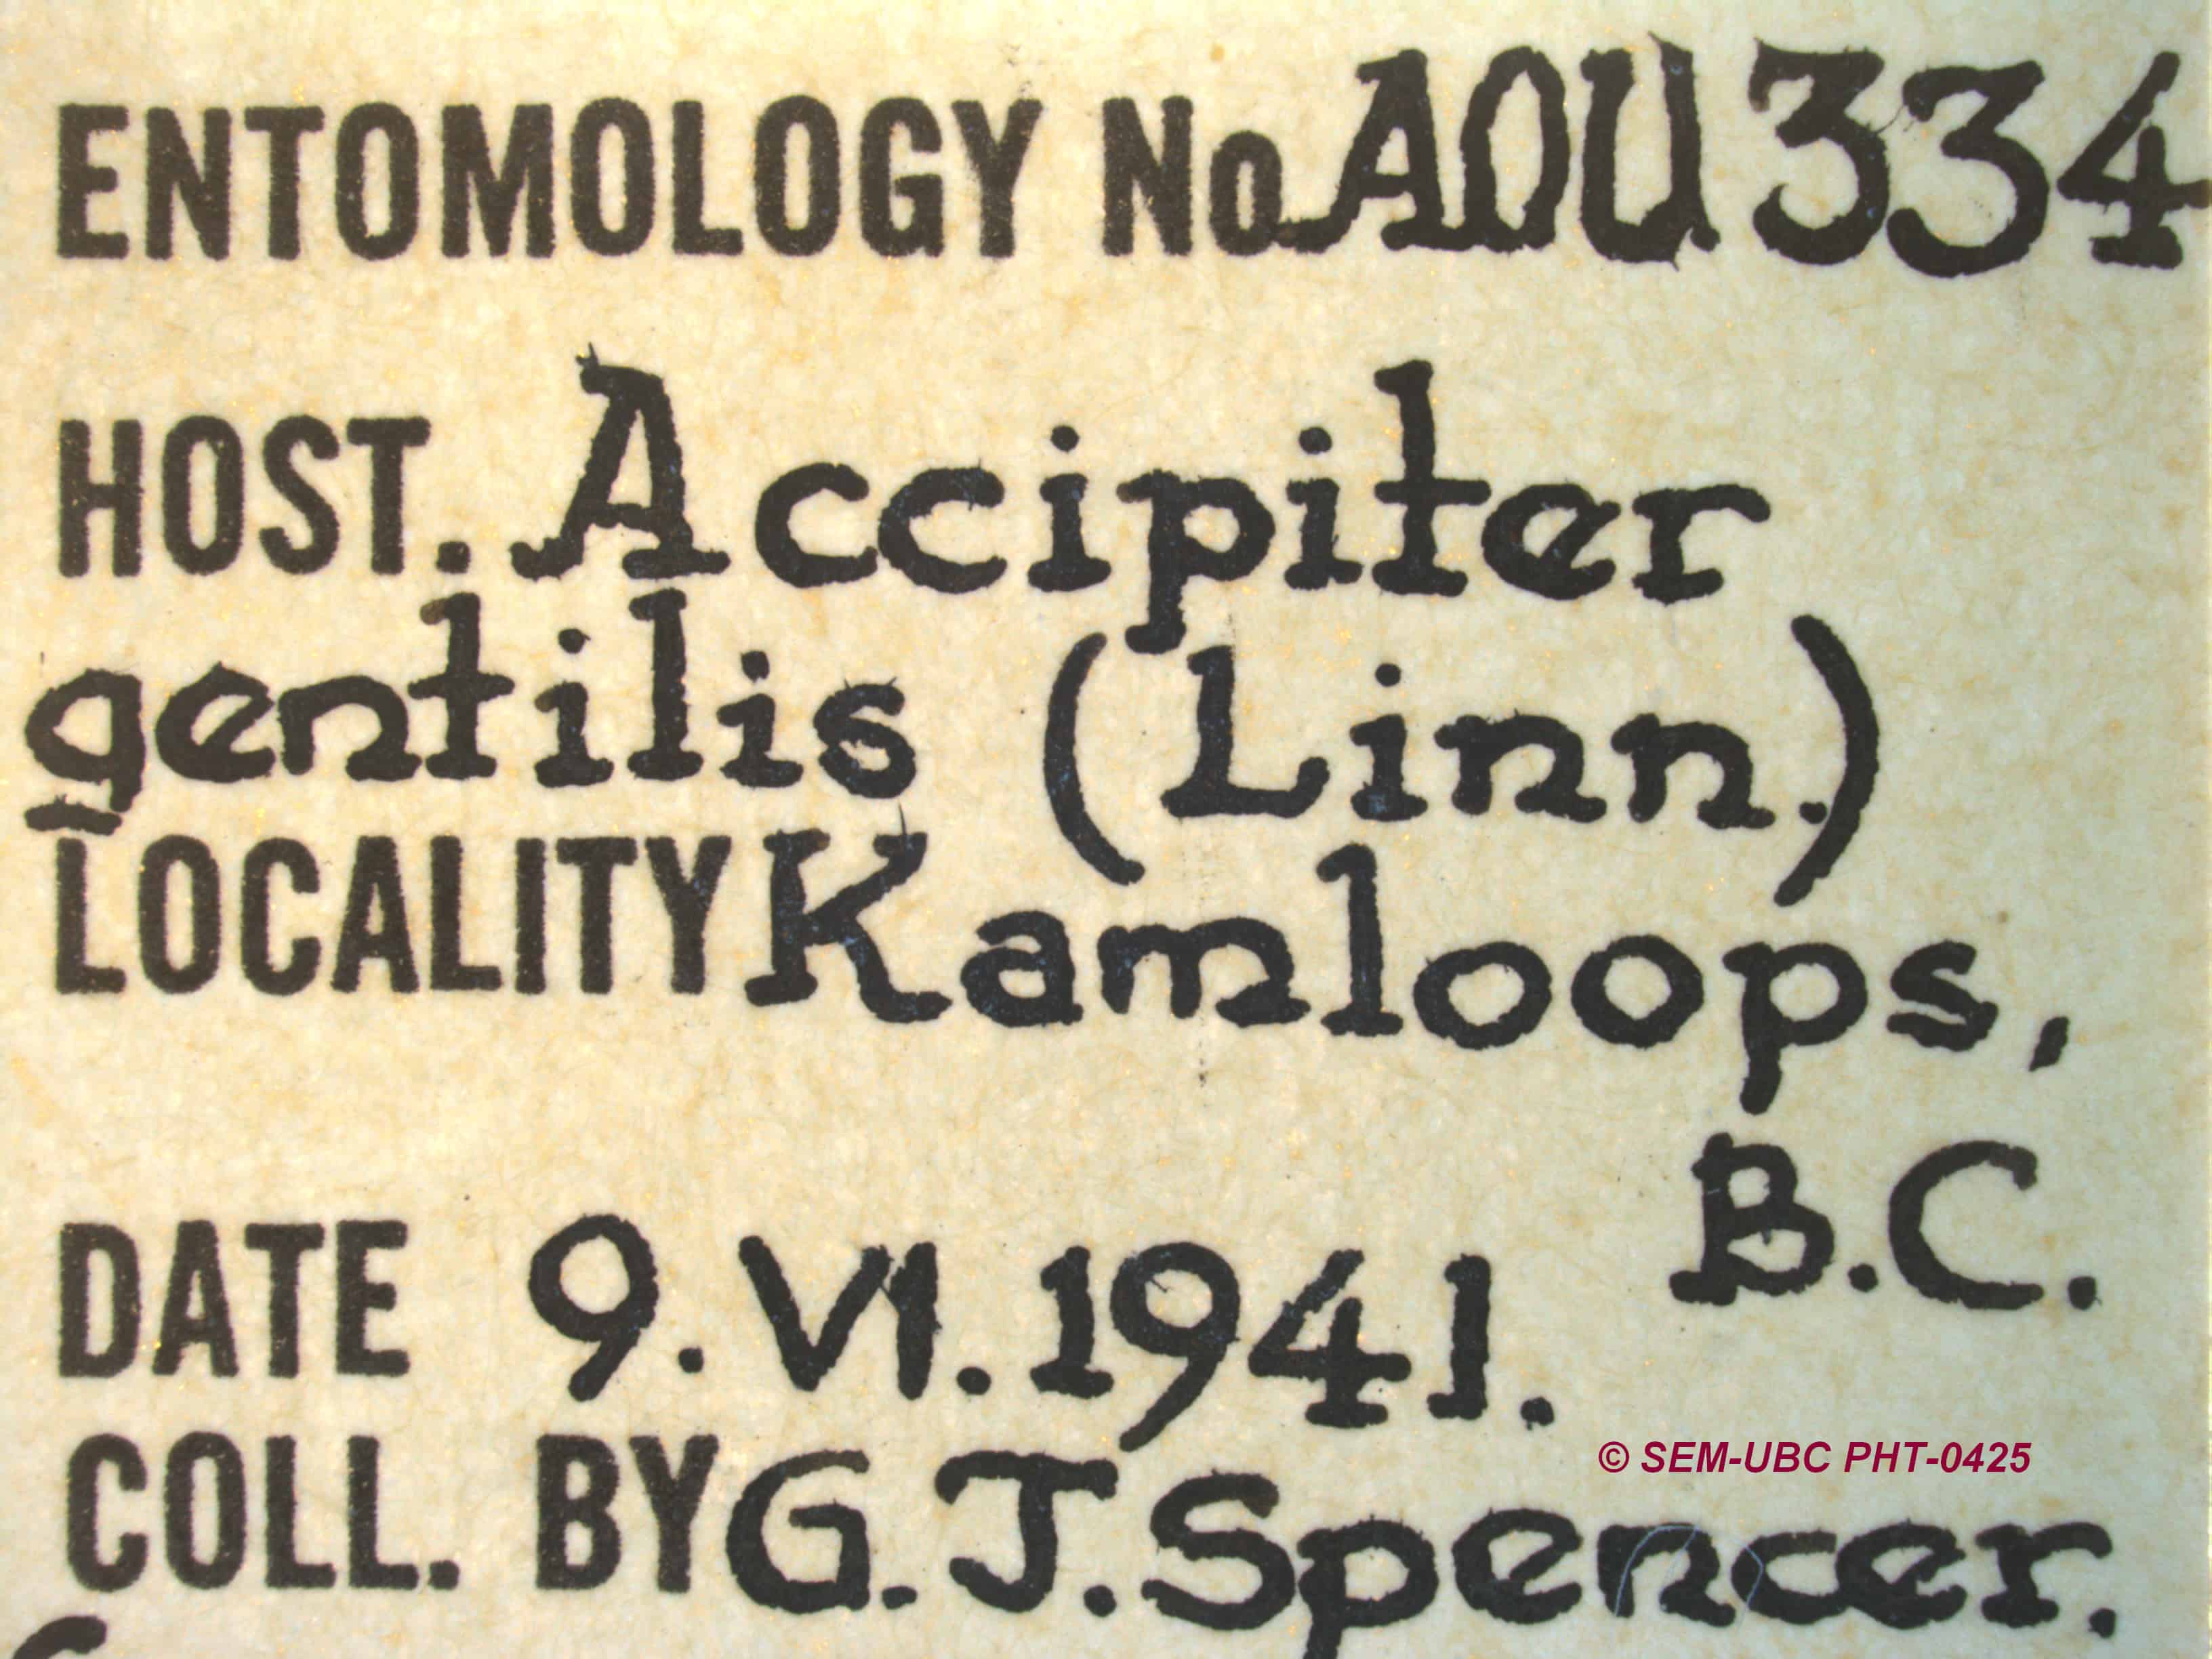 ENTOMOLOGY No. AOU 334
HOST. Accipiter
gentilis (Linn.)
LOCALITY Kamloops,
B.C.
DATE 9.VI.1941.
© SEM-UBC PHT-0425
COLL. BY G.J.Spencer.